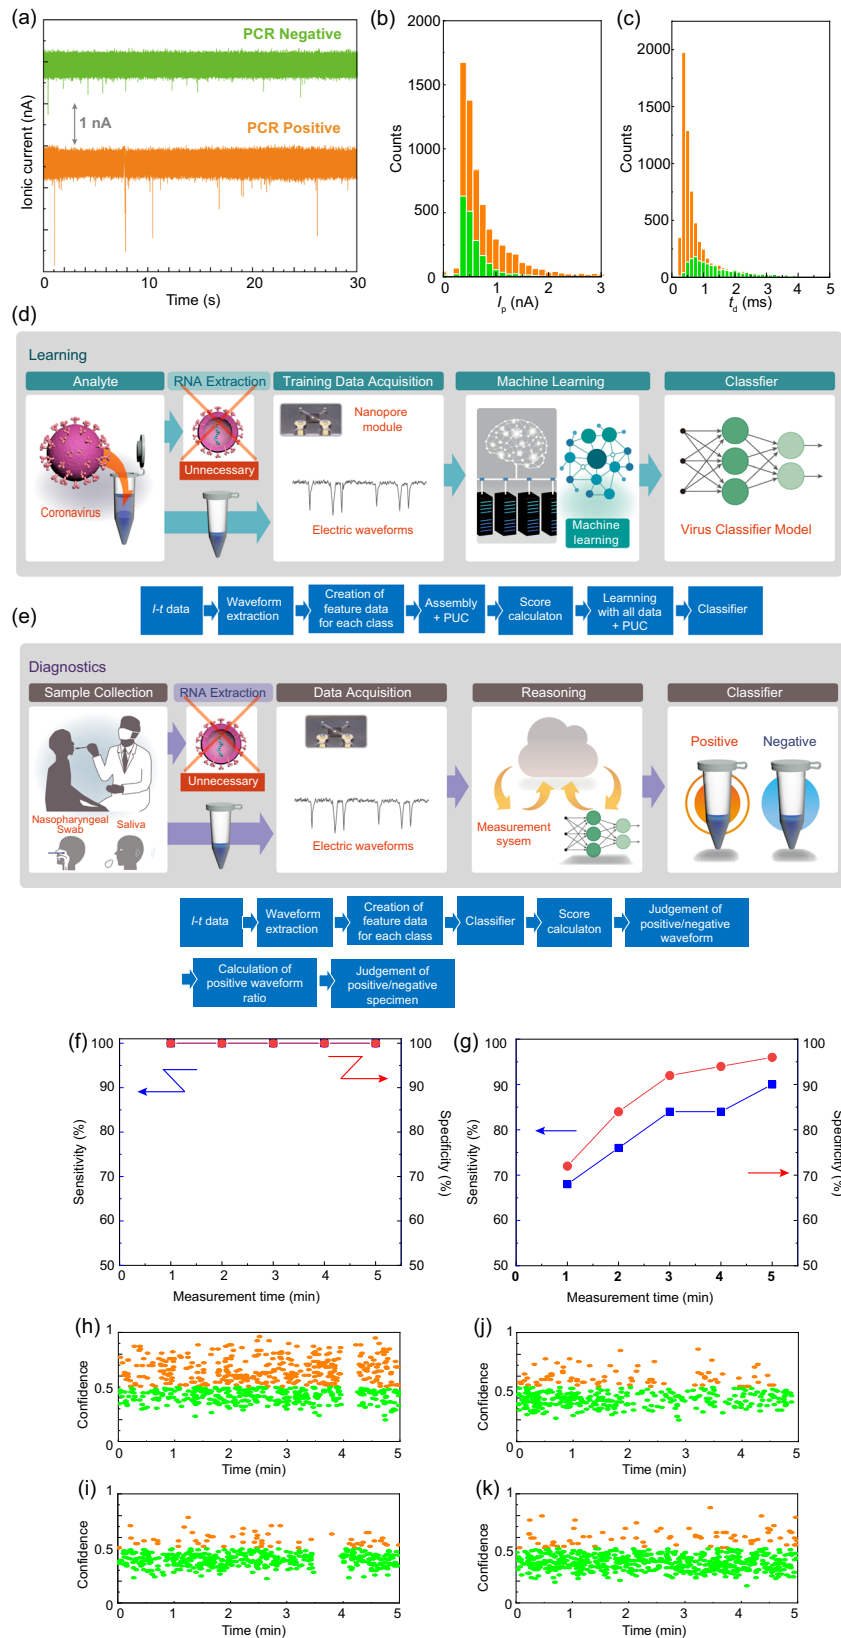 (a)
PCR Negative
1 nA
PCR Positive
Ionic current (nA)
0
10
20
30
Time (s)
(b)
2000
1500
1000
500
0
Counts
0
1
2
3
Ip (nA)
(c)
2000
1500
1000
500
0
Counts
0
1
2
3
4
5
td (ms)
(d)
Learning
Analyte
RNA Extraction
Training Data Acquisition
Machine Learning
Classfier
Coronavirus
Unnecessary
Nanopore
module
Electric waveforms
Machine
learning
Virus Classifier Model
I-t data
Waveform
extraction
Creation of
feature data
for each class
Assembly
+ PUC
Score
calculaton
Learnning
with all data
+ PUC
Classifier
(e)
Diagnostics
Sample Collection
RNA Extraction
Data Acquisition
Reasoning
Classifier
Nasopharyngeal
Swab
Saliva
Unnecessary
Electric waveforms
Measurement
sysem
Positive
Negative
I-t data
Waveform
extraction
Creation of
feature data
for each class
Classifier
Score
calculaton
Judgement of
positive/negative
waveform
Calculation of
positive waveform
ratio
Judgement of
positive/negative
specimen
(f)
100
90
80
70
60
50
Sensitivity (%)
100
90
80
70
60
50
Specificity (%)
0
1
2
3
4
5
Measurement time (min)
(g)
100
90
80
70
60
50
Sensitivity (%)
100
90
80
70
60
50
Specificity (%)
0
1
2
3
4
5
Measurement time (min)
(h)
1
0.5
0
Confidence
0
1
2
3
4
5
Time (min)
(j)
1
0.5
0
Confidence
0
1
2
3
4
5
Time (min)
(i)
1
0.5
0
Confidence
0
1
2
3
4
5
Time (min)
(k)
1
0.5
0
Confidence
0
1
2
3
4
5
Time (min)